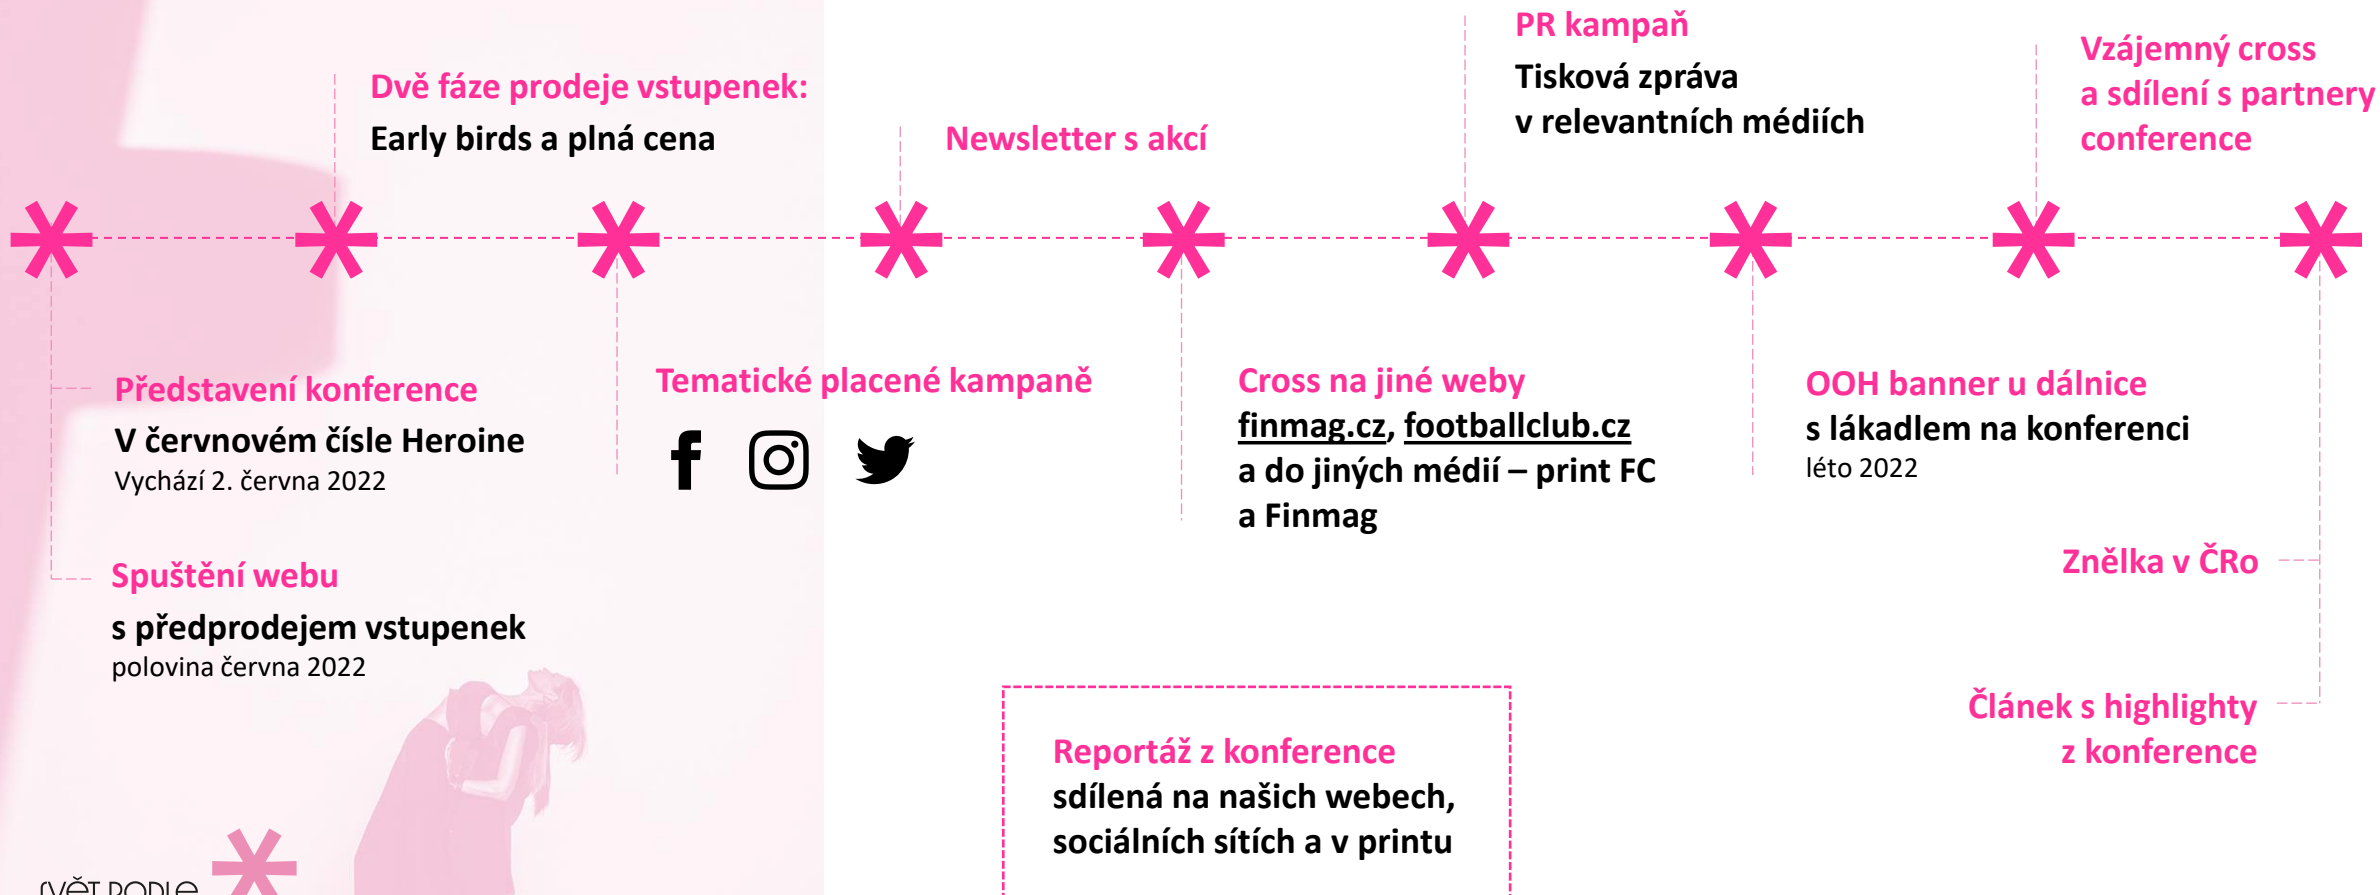 PR kampaň
Tisková zpráva
v relevantních médiích
Vzájemný cross
a sdílení s partnery
conference
Dvě fáze prodeje vstupenek:
Early birds a plná cena
Newsletter s akcí
Představení konference
V červnovém čísle Heroine
Vychází 2. června 2022
Spuštění webu
s předprodejem vstupenek
polovina června 2022
Tematické placené kampaně
Cross na jiné weby
finmag.cz, footballclub.cz
a do jiných médií – print FC
a Finmag
OOH banner u dálnice
s lákadlem na konferenci
léto 2022
Znělka v ČRo
Článek s highlighty
z konference
Reportáž z konference
sdílená na našich webech,
sociálních sítích a v printu
SVĚT PODLE